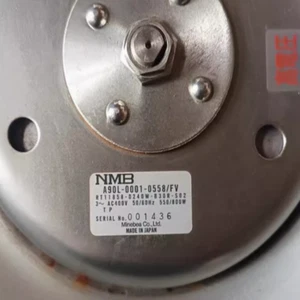 NMB
A90L-0001-0558/FV
3~ AC400V 50/60Hz 550/800W
T P
SERIAL No. 001436
Minebea Co., Ltd.
MADE IN JAPAN